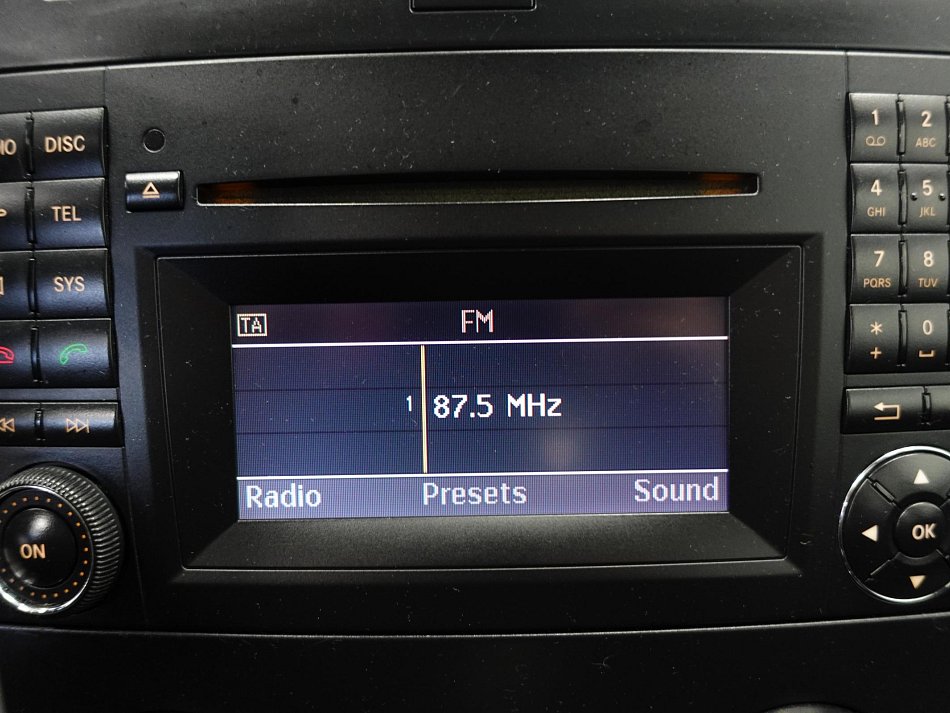 DISC
TEL
SYS
ON
TA
FM
1
87.5 MHz
Radio
Presets
Sound
1
2
ABC
4
GHI
5
JKL
7
PQRS
8
TUV
*
+
0
OK